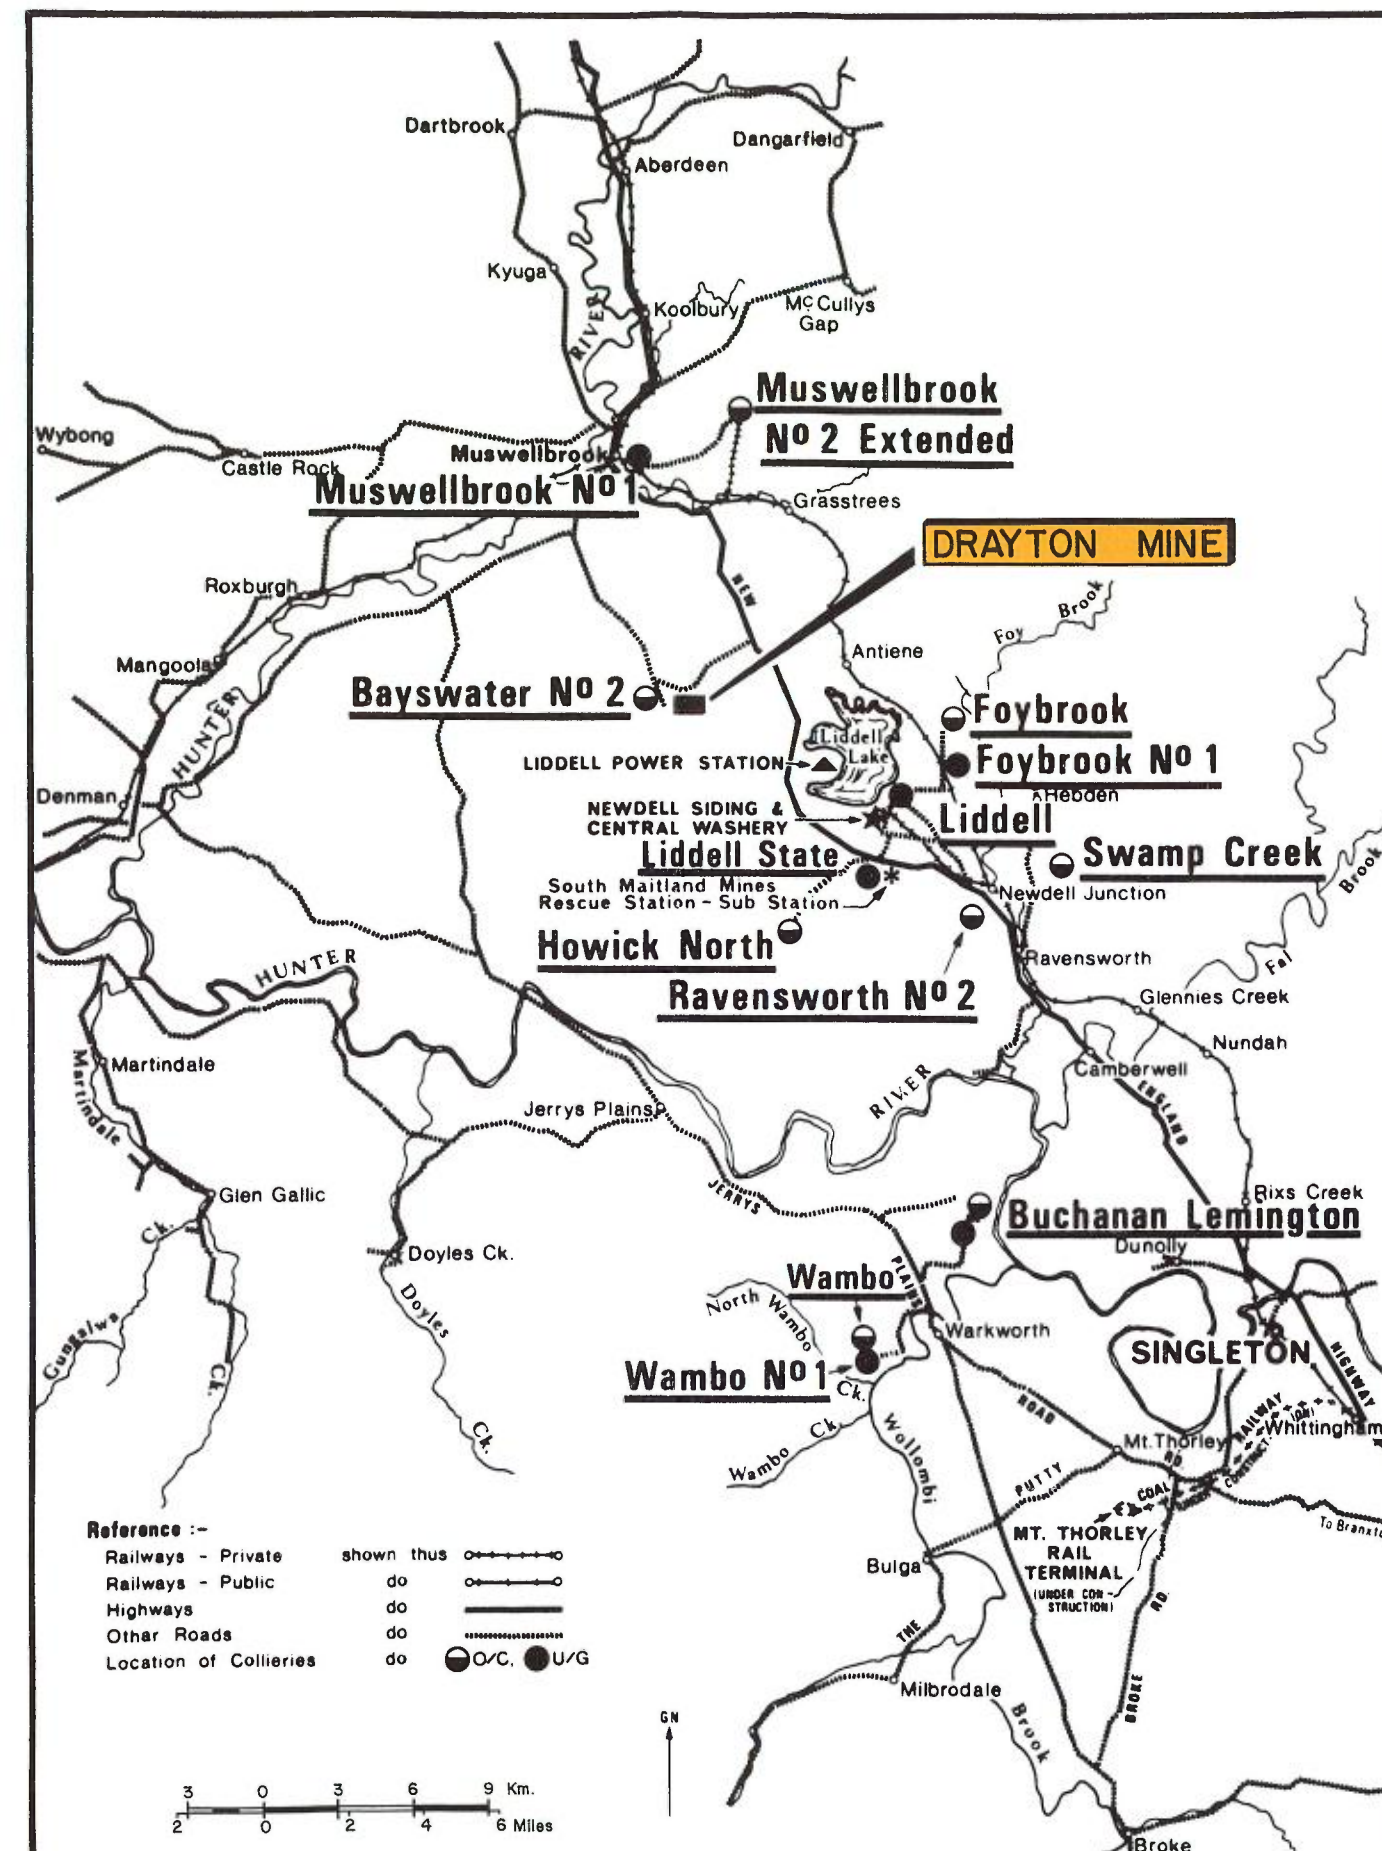 Dartbrook
Dangarfield
Aberdeen
Kyuga
RIVER
Koolbury
McCullys
Gap
Muswellbrook
No 2 Extended
Wybong
Castle Rock
Muswellbrook
Muswellbrook No 1
Grasstrees
DRAYTON MINE
NEW
Roxburgh
Foy Brook
Mangoola
Antiene
Bayswater No 2
HUNTER
Foybrook
Liddell
Lake
LIDDELL POWER STATION
Foybrook No 1
Hebden
Denman
NEWDELL SIDING &
CENTRAL WASHERY
Liddell
Liddell State
Swamp Creek
South Maitland Mines
Rescue Station - Sub Station
*
Newdell Junction
Brook
Howick North
HUNTER
Ravensworth
Fal
Ravensworth No 2
Glennies Creek
Nundah
Martindale
Martindale
Camberwell
ENGLAND
RIVER
Jerrys Plains
JERRYS
Glen Gallic
Rixs Creek
Buchanan Lemington
Ck.
Dunolly
Doyles Ck.
PLAINS
Wambo
North Wambo
Doyles
Gungalwa
Warkworth
SINGLETON
HIGHWAY
Wambo No 1
Ck.
Ck.
ROAD
RAILWAY
Whittingham
Wambo Ck.
Wollombi
Ck.
Mt. Thorley
RD.
PUTTY
COAL
UNDER CONSTRUCTION
To Branxto
MT. THORLEY
RAIL
TERMINAL
(UNDER CON-
STRUCTION)
Bulga
RD.
THE
Milbrodale
BROKE
Brook
Broke
Reference :-
Railways - Private shown thus
Railways - Public do
Highways do
Othar Roads do
Location of Collieries do O/C, U/G
GN
3 0 3 6 9 Km.
2 0 2 4 6 Miles